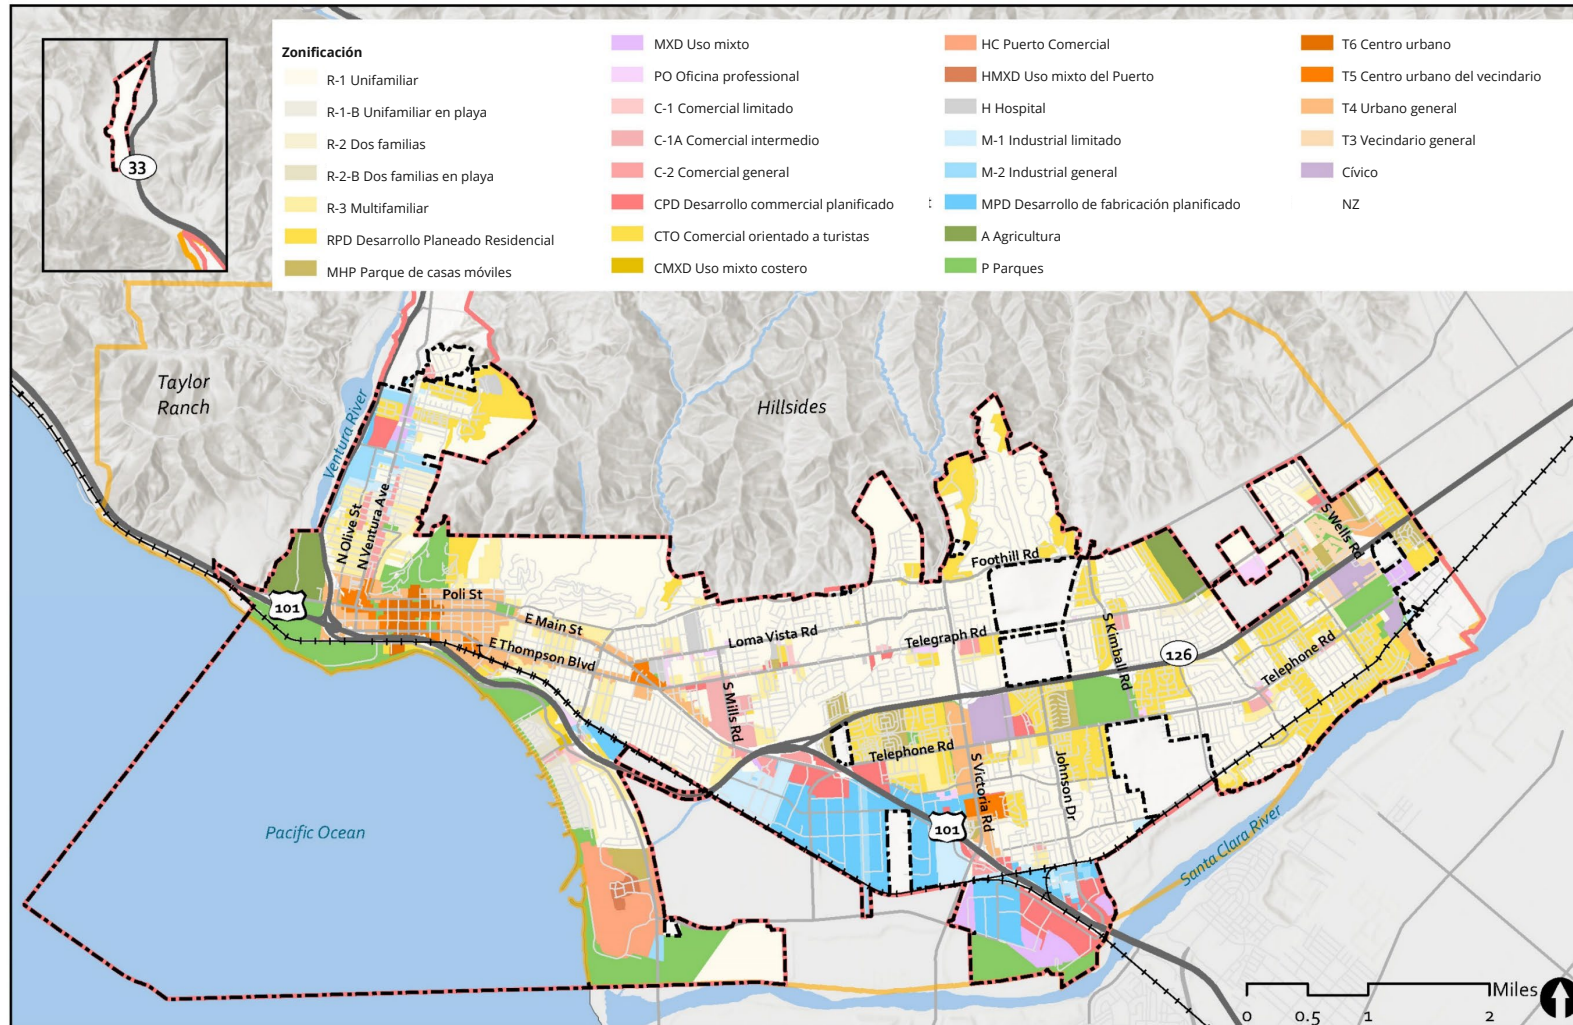 Zonificación
R-1 Unifamiliar
R-1-B Unifamiliar en playa
R-2 Dos familias
R-2-B Dos familias en playa
R-3 Multifamiliar
RPD Desarrollo Planeado Residencial
MHP Parque de casas móviles
MXD Uso mixto
PO Oficina professional
C-1 Comercial limitado
C-1A Comercial intermedio
C-2 Comercial general
CPD Desarrollo commercial planificado
CTO Comercial orientado a turistas
CMXD Uso mixto costero
t
HC Puerto Comercial
HMXD Uso mixto del Puerto
H Hospital
M-1 Industrial limitado
M-2 Industrial general
MPD Desarrollo de fabricación planificado
A Agricultura
P Parques
T6 Centro urbano
T5 Centro urbano del vecindario
T4 Urbano general
T3 Vecindario general
Cívico
NZ
33
Taylor
Ranch
Hillsides
Ventura River
N Olive St
N Ventura Ave
S Wells Rd
Foothill Rd
101
Poli St
E Main St
E Thompson Blvd
Loma Vista Rd
Telegraph Rd
S Kimball Rd
126
Telephone Rd
S Mills Rd
Telephone Rd
S Victoria Rd
Johnson Dr
101
Pacific Ocean
Santa Clara River
Miles
0 0.5 1 2